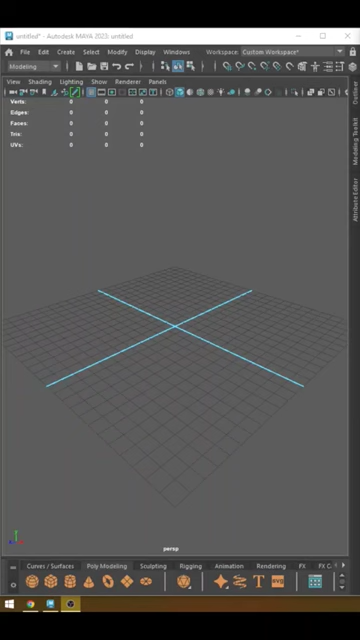 untitled* - Autodesk MAYA 2023: untitled
File Edit Create Select Modify Display Windows Workspace: Custom Workspace*
Modeling
View Shading Lighting Show Renderer Panels
Verts: 0 0 0
Edges: 0 0 0
Faces: 0 0 0
Tris: 0 0 0
UVs: 0 0 0
Modeling Toolkit
Attribute Editor
persp
Curves / Surfaces Poly Modeling Sculpting Rigging Animation Rendering FX FX C
T SVG